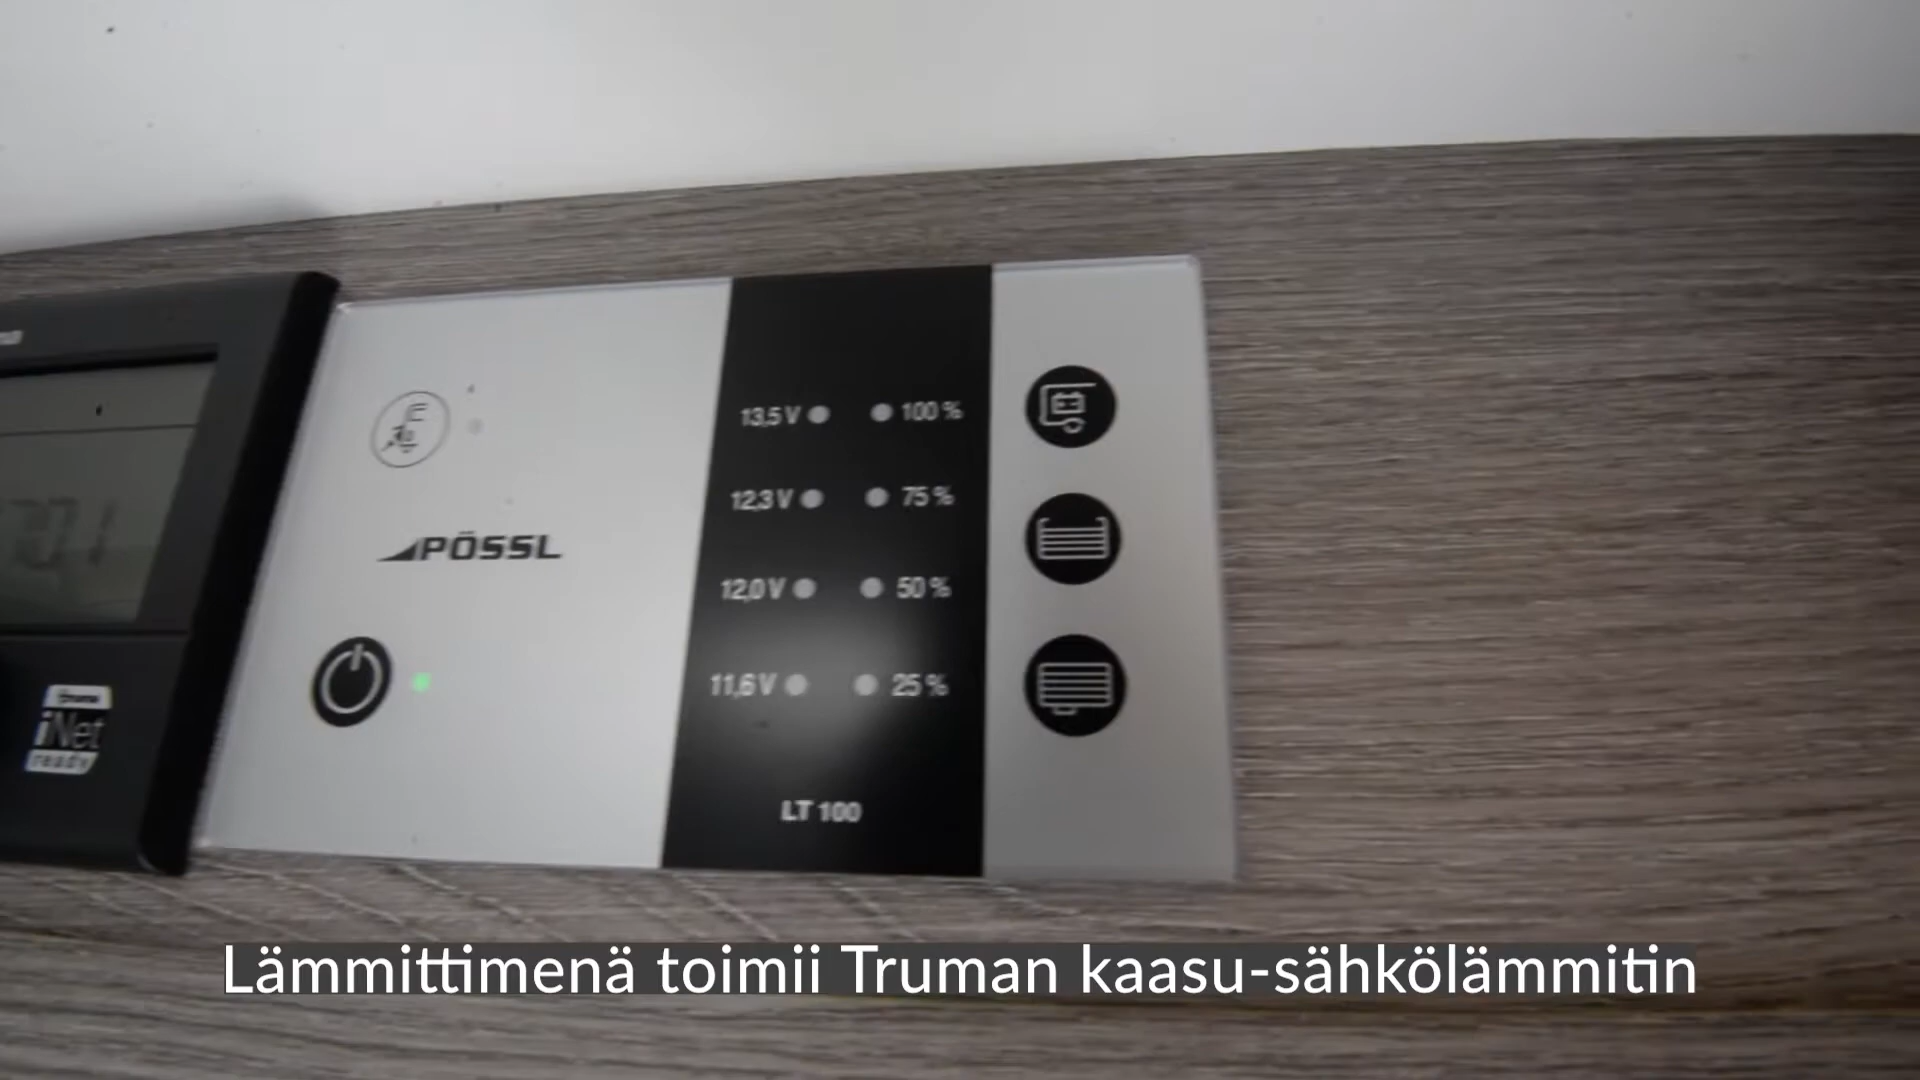 PÖSSL
13,5 V 100 %
12,3 V 75 %
12,0 V 50 %
11,6 V 25 %
LT 100
truma
iNet
ready
Lämmittimenä toimii Truman kaasu-sähkölämmitin